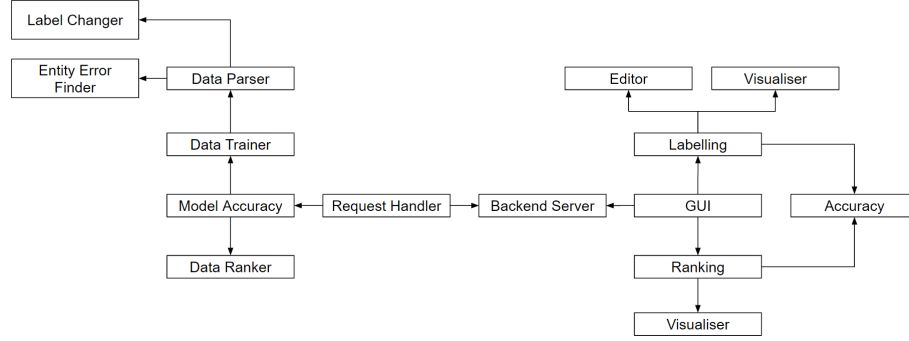 Label Changer
Entity Error
Finder
Data Parser
Editor
Visualiser
Data Trainer
Labelling
Model Accuracy
Request Handler
Backend Server
GUI
Accuracy
Data Ranker
Ranking
Visualiser